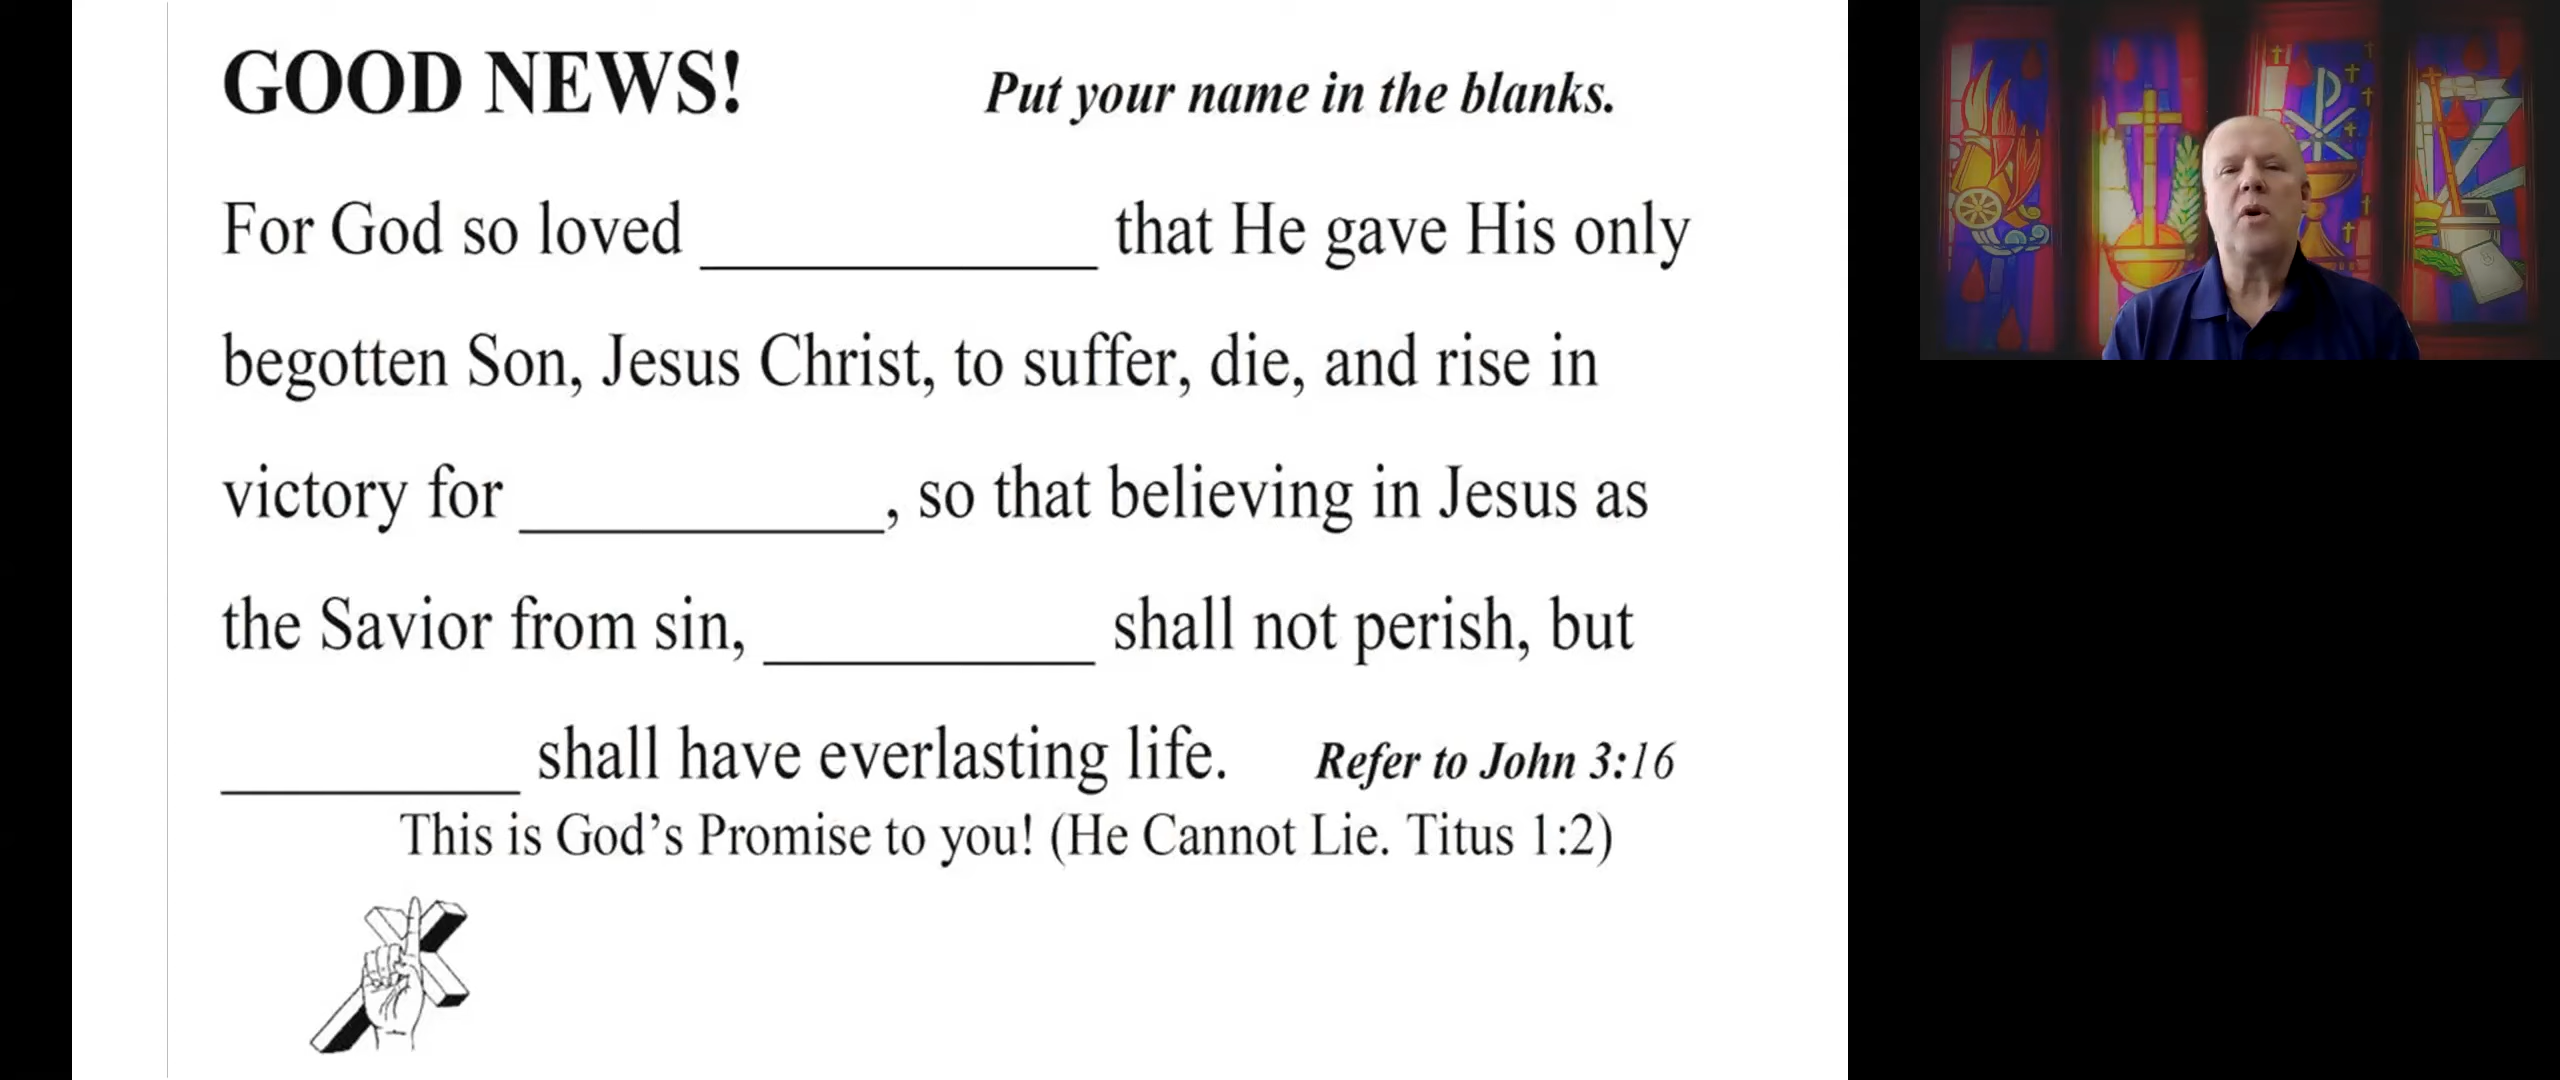 GOOD NEWS!
Put your name in the blanks.
For God so loved ____________ that He gave His only
begotten Son, Jesus Christ, to suffer, die, and rise in
victory for ___________, so that believing in Jesus as
the Savior from sin, __________ shall not perish, but
_________ shall have everlasting life. Refer to John 3:16
This is God’s Promise to you! (He Cannot Lie. Titus 1:2)